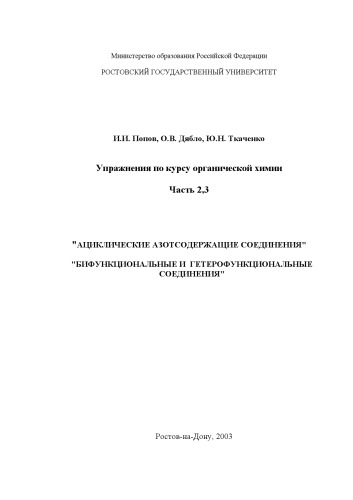 Министерство образования Российской Федерации
РОСТОВСКИЙ ГОСУДАРСТВЕННЫЙ УНИВЕРСИТЕТ
И.И. Попов, О.В. Дябло, Ю.Н. Ткаченко
Упражнения по курсу органической химии
Часть 2,3
"АЦИКЛИЧЕСКИЕ АЗОТСОДЕРЖАЩИЕ СОЕДИНЕНИЯ"
"БИФУНКЦИОНАЛЬНЫЕ И ГЕТЕРОФУНКЦИОНАЛЬНЫЕ
СОЕДИНЕНИЯ"
Ростов-на-Дону, 2003